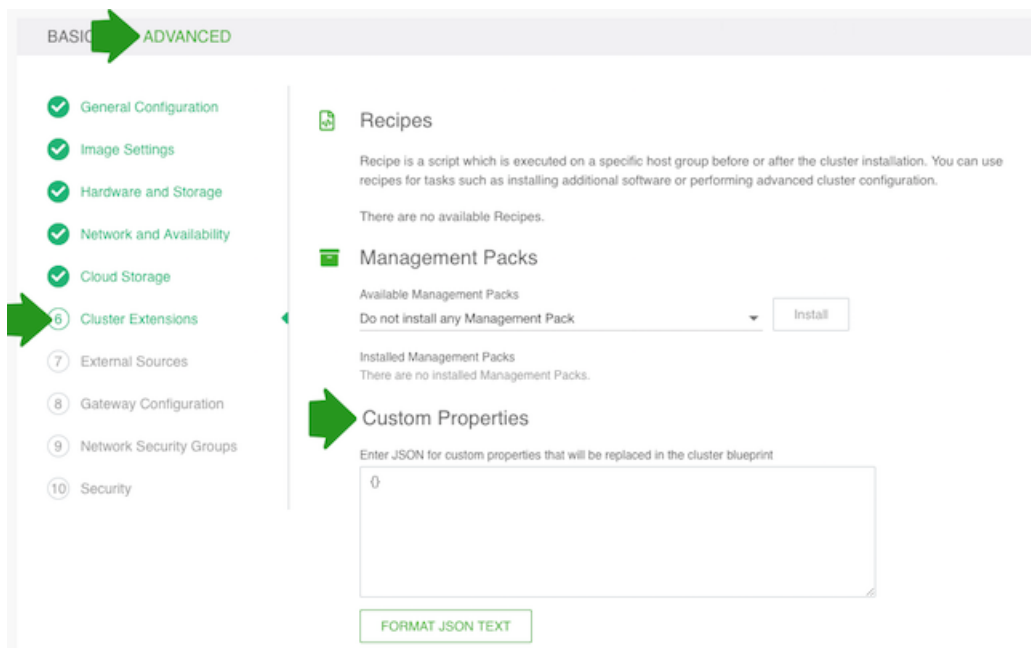 BASIC ADVANCED
General Configuration
Image Settings
Hardware and Storage
Network and Availability
Cloud Storage
6 Cluster Extensions
7 External Sources
8 Gateway Configuration
9 Network Security Groups
10 Security
Recipes
Recipe is a script which is executed on a specific host group before or after the cluster installation. You can use
recipes for tasks such as installing additional software or performing advanced cluster configuration.
There are no available Recipes.
Management Packs
Available Management Packs
Do not install any Management Pack
Install
Installed Management Packs
There are no installed Management Packs.
Custom Properties
Enter JSON for custom properties that will be replaced in the cluster blueprint
{}
FORMAT JSON TEXT